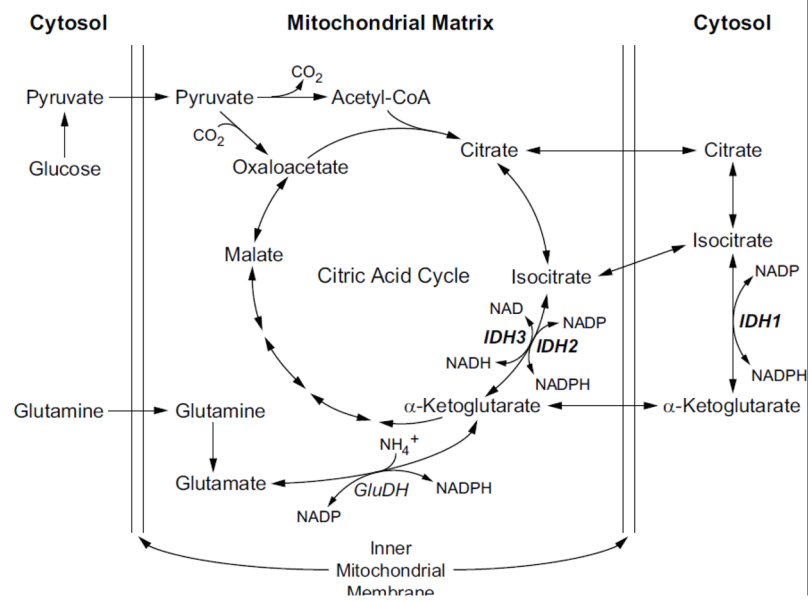 Cytosol
Mitochondrial Matrix
Cytosol
CO2
Pyruvate
Pyruvate
Acetyl-CoA
CO2
Citrate
Citrate
Glucose
Oxaloacetate
Isocitrate
Malate
Citric Acid Cycle
Isocitrate
NADP
NAD
NADP
IDH3
IDH2
IDH1
NADH
NADPH
NADPH
Glutamine
Glutamine
α-Ketoglutarate
α-Ketoglutarate
NH4+
Glutamate
GluDH
NADPH
NADP
Inner
Mitochondrial
Membrane